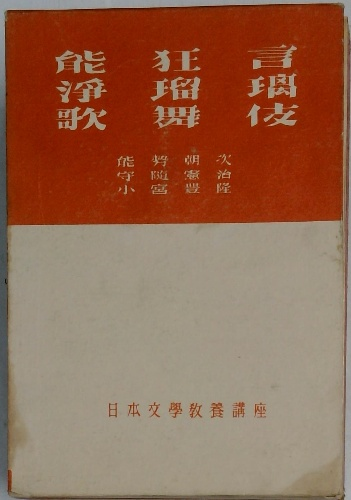 能狂言
淨瑠璃
歌舞伎
能勢朝次
守隨憲治
小宮豊隆
日本文學教養講座